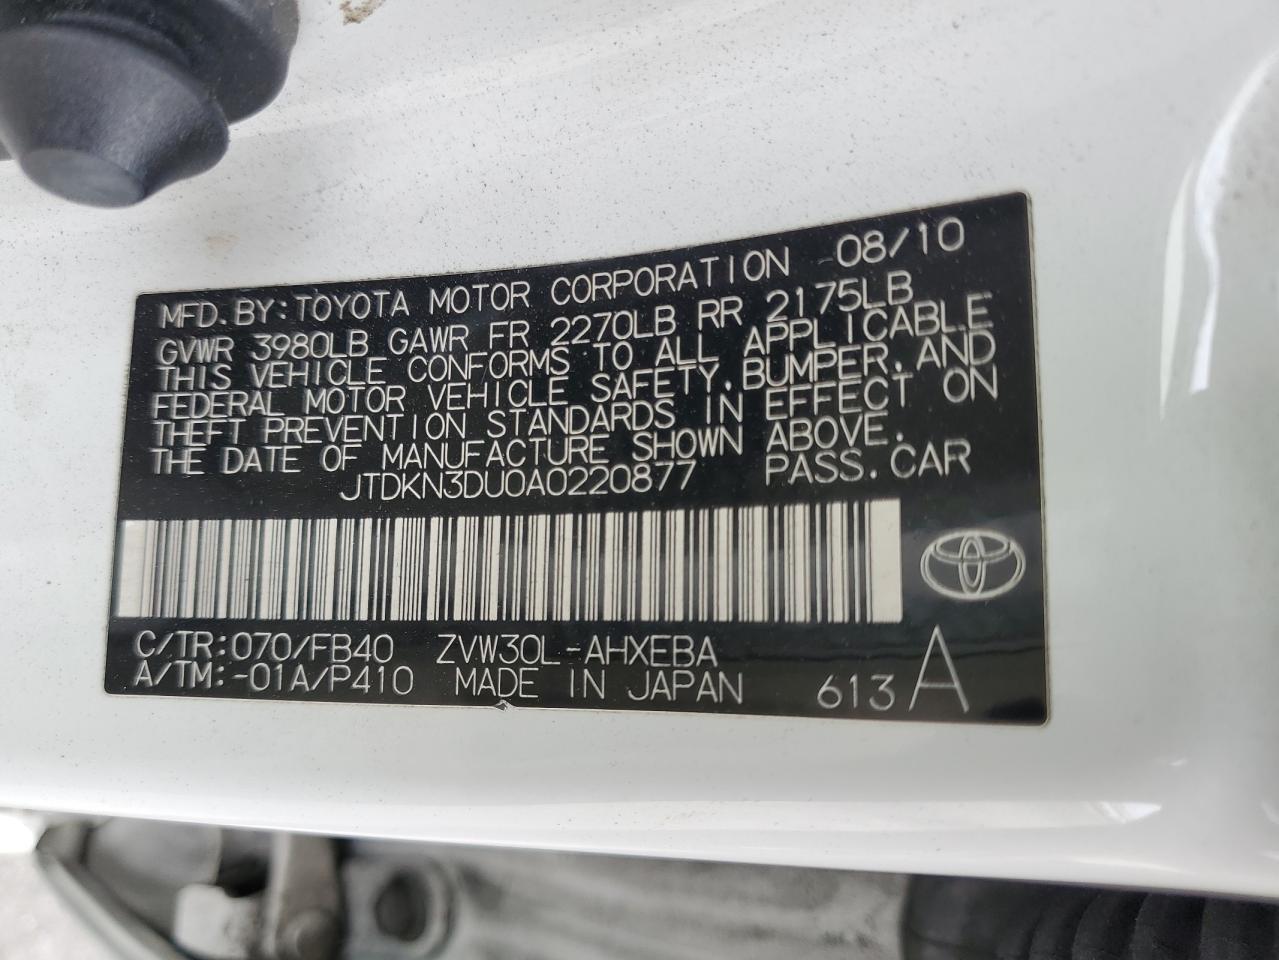 MFD. BY: TOYOTA MOTOR CORPORATION 08/10
GVWR 3980LB GAWR FR 2270LB RR 2175LB
THIS VEHICLE CONFORMS TO ALL APPLICABLE
FEDERAL MOTOR VEHICLE SAFETY, BUMPER, AND
THEFT PREVENTION STANDARDS IN EFFECT ON
THE DATE OF MANUFACTURE SHOWN ABOVE.
JTDKN3DU0A0220877 PASS. CAR
C/TR: 070/FB40 ZVW30L-AHXEBA
A/TM: -01A/P410 MADE IN JAPAN 613 A